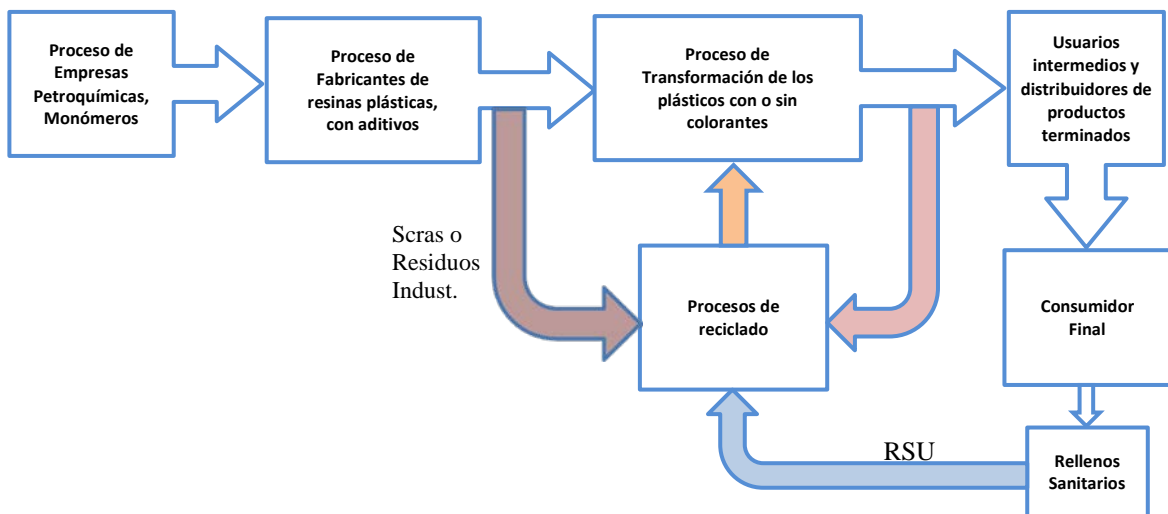 Proceso de
Empresas
Petroquímicas,
Monómeros
Proceso de
Fabricantes de
resinas plásticas,
con aditivos
Proceso de
Transformación de los
plásticos con o sin
colorantes
Usuarios
intermedios y
distribuidores de
productos
terminados
Scras o
Residuos
Indust.
Procesos de
reciclado
Consumidor
Final
RSU
Rellenos
Sanitarios